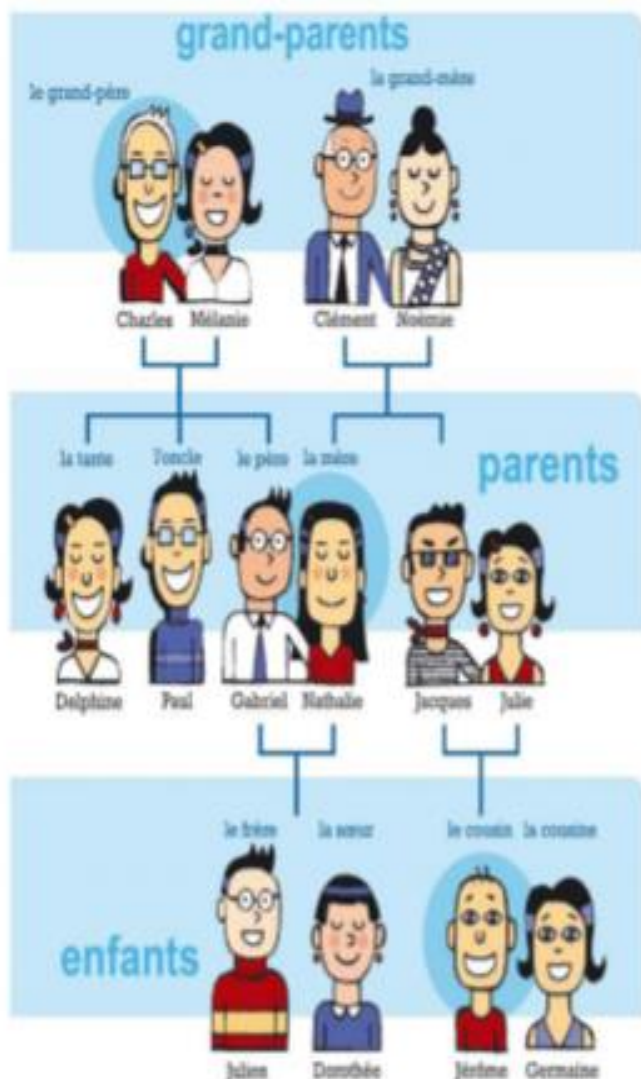 grand-parents
la grand-mère
le grand-père
Charles Mélanie Clément Noémie
la tante l'oncle le père la mère
parents
Delphine Paul Gabriel Nathalie Jacques Julie
le frère la sœur le cousin la cousine
enfants
Julien Dorothée Jérôme Germaine